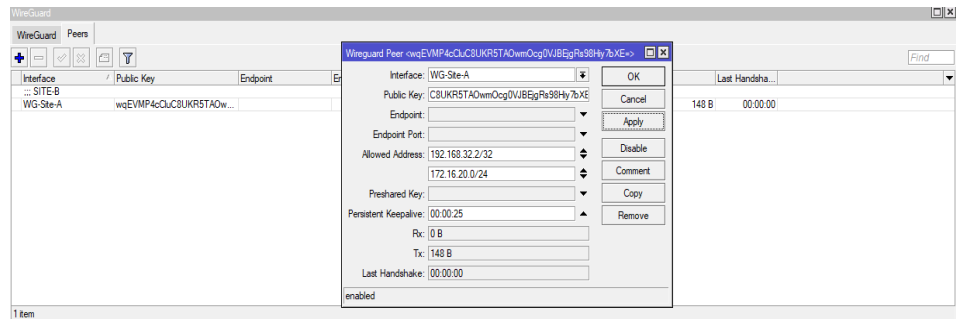 WireGuard
WireGuard Peers
Find
Interface / Public Key Endpoint Last Handsha...
;;; SITE-B
WG-Site-A wqEVMP4cCluC8UKR5TAOw... 148 B 00:00:00
1 item
Wireguard Peer <wqEVMP4cCluC8UKR5TAOwmOcg0VJBEjgRs98Hiy7bXE=>
Interface: WG-Site-A
Public Key: C8UKR5TAOwmOcg0VJBEjgRs98Hiy7bXE
Endpoint:
Endpoint Port:
Allowed Address: 192.168.32.2/32
172.16.20.0/24
Preshared Key:
Persistent Keepalive: 00:00:25
Rx: 0 B
Tx: 148 B
Last Handshake: 00:00:00
enabled
OK
Cancel
Apply
Disable
Comment
Copy
Remove